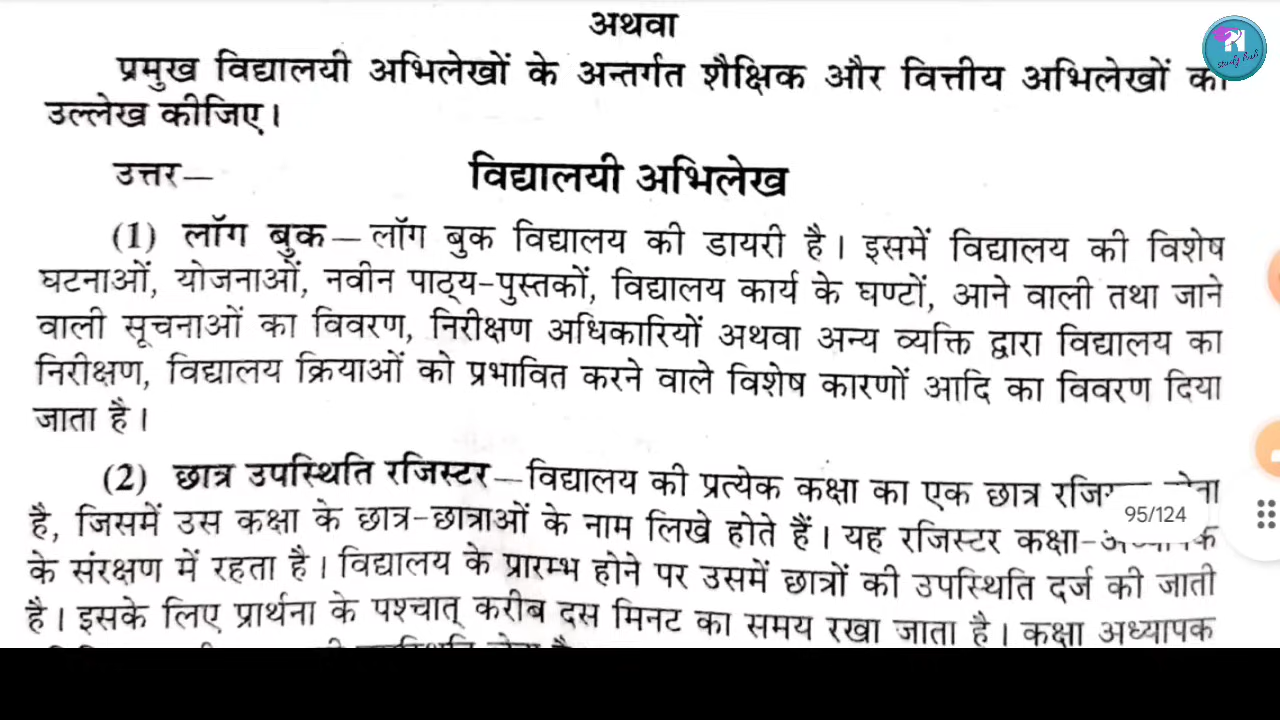 अथवा
प्रमुख विद्यालयी अभिलेखों के अन्तर्गत शैक्षिक और वित्तीय अभिलेखों का
उल्लेख कीजिए।
उत्तर— विद्यालयी अभिलेख
(1) लॉग बुक—लॉग बुक विद्यालय की डायरी है। इसमें विद्यालय की विशेष
घटनाओं, योजनाओं, नवीन पाठ्य-पुस्तकों, विद्यालय कार्य के घण्टों, आने वाली तथा जाने
वाली सूचनाओं का विवरण, निरीक्षण अधिकारियों अथवा अन्य व्यक्ति द्वारा विद्यालय का
निरीक्षण, विद्यालय क्रियाओं को प्रभावित करने वाले विशेष कारणों आदि का विवरण दिया
जाता है।
(2) छात्र उपस्थिति रजिस्टर—विद्यालय की प्रत्येक कक्षा का एक छात्र
है, जिसमें उस कक्षा के छात्र-छात्राओं के नाम लिखे होते हैं। यह रजिस्टर कक्षा-
के संरक्षण में रहता है। विद्यालय के प्रारम्भ होने पर उसमें छात्रों की उपस्थिति दर्ज की जाती
है। इसके लिए प्रार्थना के पश्चात् करीब दस मिनट का समय रखा जाता है। कक्षा अध्यापक
95/124
study hub